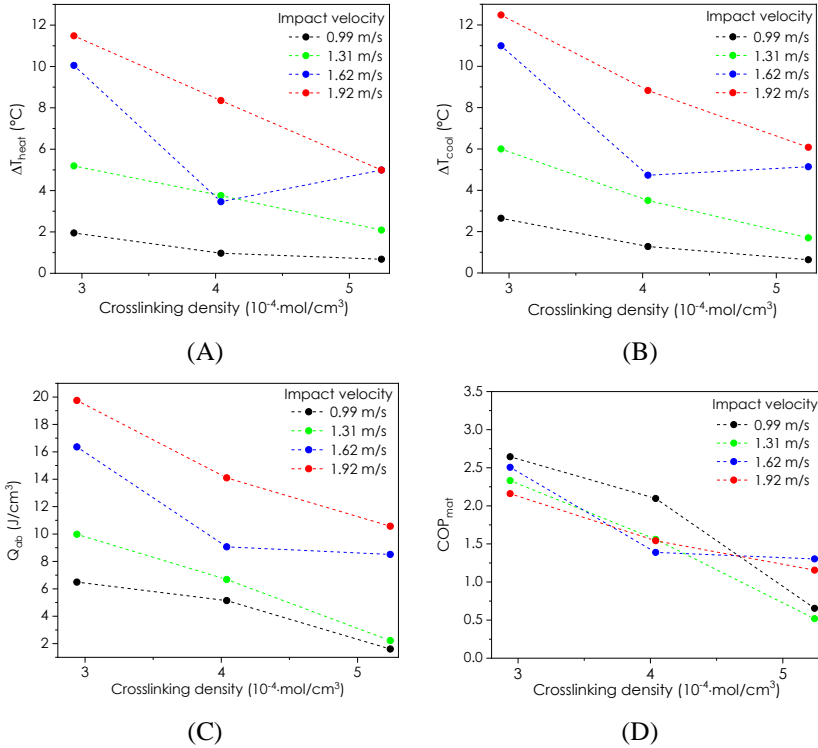 Impact velocity
0.99 m/s
1.31 m/s
1.62 m/s
1.92 m/s
12
10
8
6
4
2
0
ΔT_heat (°C)
3
4
5
Crosslinking density (10⁻⁴·mol/cm³)
(A)
Impact velocity
0.99 m/s
1.31 m/s
1.62 m/s
1.92 m/s
12
10
8
6
4
2
0
ΔT_cool (°C)
3
4
5
Crosslinking density (10⁻⁴·mol/cm³)
(B)
Impact velocity
0.99 m/s
1.31 m/s
1.62 m/s
1.92 m/s
20
18
16
14
12
10
8
6
4
2
Q_ab (J/cm³)
3
4
5
Crosslinking density (10⁻⁴·mol/cm³)
(C)
Impact velocity
0.99 m/s
1.31 m/s
1.62 m/s
1.92 m/s
3.5
3.0
2.5
2.0
1.5
1.0
0.5
0.0
COP_mat
3
4
5
Crosslinking density (10⁻⁴·mol/cm³)
(D)